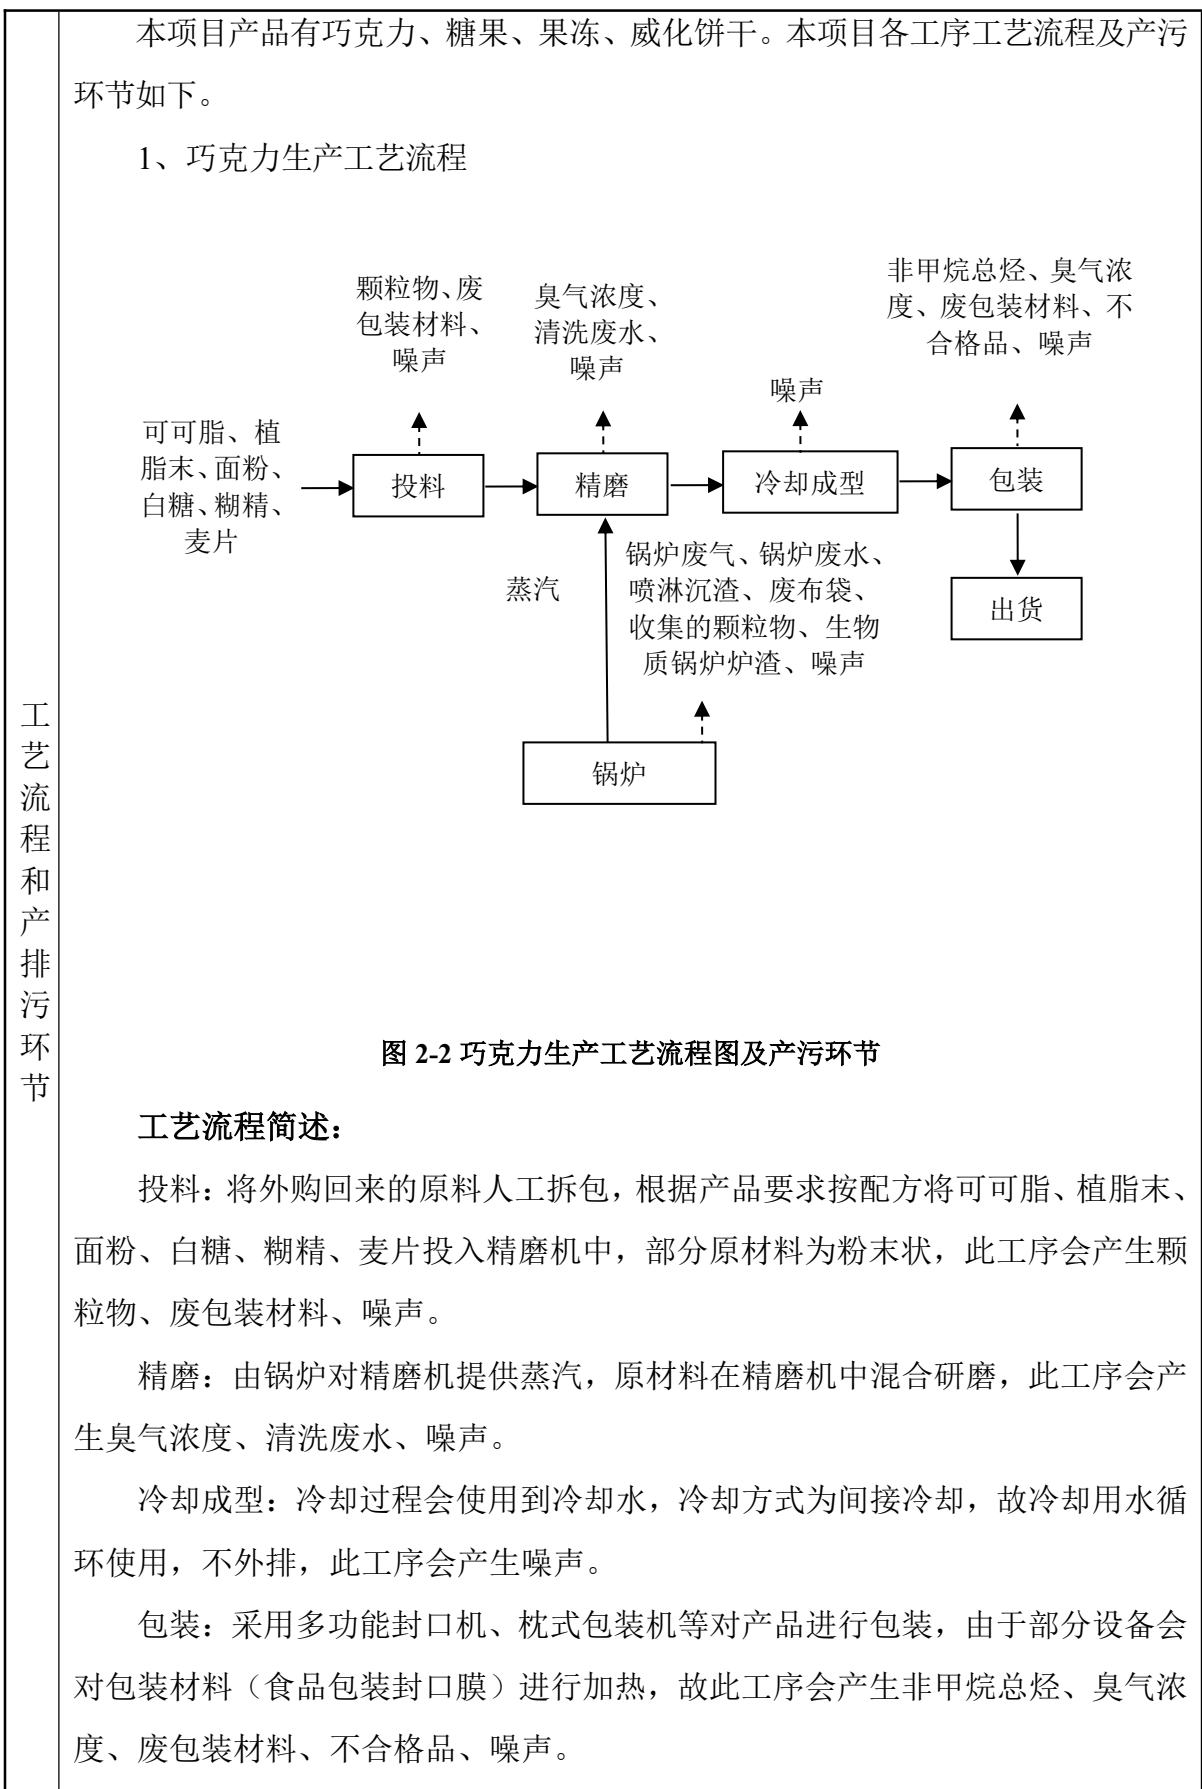 本项目产品有巧克力、糖果、果冻、威化饼干。本项目各工序工艺流程及产污
环节如下。
1、巧克力生产工艺流程
颗粒物、废
包装材料、
噪声
臭气浓度、
清洗废水、
噪声
噪声
非甲烷总烃、臭气浓
度、废包装材料、不
合格品、噪声
可可脂、植
脂末、面粉、
白糖、糊精、
麦片
投料
精磨
冷却成型
包装
蒸汽
锅炉废气、锅炉废水、
喷淋沉渣、废布袋、
收集的颗粒物、生物
质锅炉炉渣、噪声
出货
锅炉
工
艺
流
程
和
产
排
污
环
节
图 2-2 巧克力生产工艺流程图及产污环节
工艺流程简述：
投料：将外购回来的原料人工拆包，根据产品要求按配方将可可脂、植脂末、
面粉、白糖、糊精、麦片投入精磨机中，部分原材料为粉末状，此工序会产生颗
粒物、废包装材料、噪声。
精磨：由锅炉对精磨机提供蒸汽，原材料在精磨机中混合研磨，此工序会产
生臭气浓度、清洗废水、噪声。
冷却成型：冷却过程会使用到冷却水，冷却方式为间接冷却，故冷却用水循
环使用，不外排，此工序会产生噪声。
包装：采用多功能封口机、枕式包装机等对产品进行包装，由于部分设备会
对包装材料（食品包装封口膜）进行加热，故此工序会产生非甲烷总烃、臭气浓
度、废包装材料、不合格品、噪声。